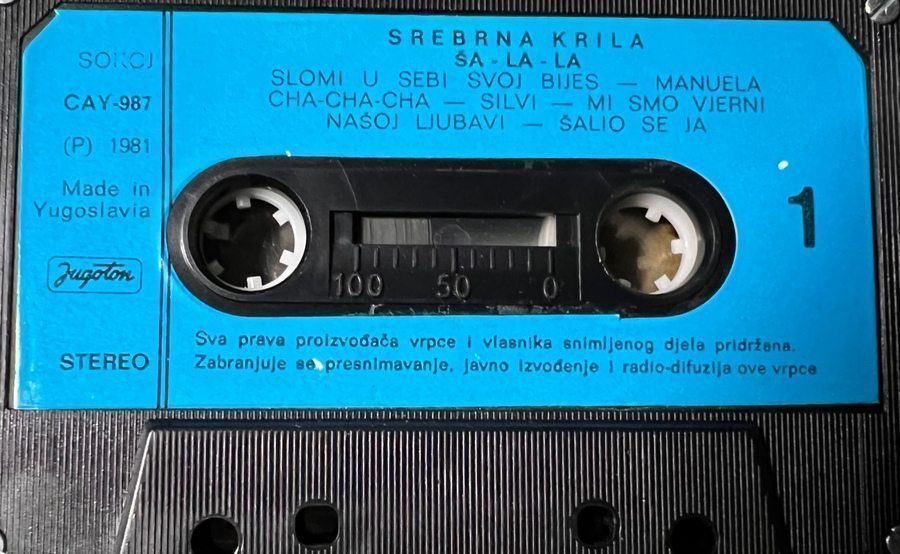 SREBRNA KRILA
ŠA - LA - LA
SLOMI U SEBI SVOJ BIJES — MANUELA
CHA-CHA-CHA — SILVI — MI SMO VJERNI
NAŠOJ LJUBAVI — ŠALIO SE JA
SOKCJ
CAY-987
(P) 1981
Made in
Yugoslavia
Jugoton
STEREO
1
100 50 0
Sva prava proizvođača vrpce i vlasnika snimljenog djela pridržana.
Zabranjuje se presnimavanje, javno izvođenje i radio-difuzija ove vrpce